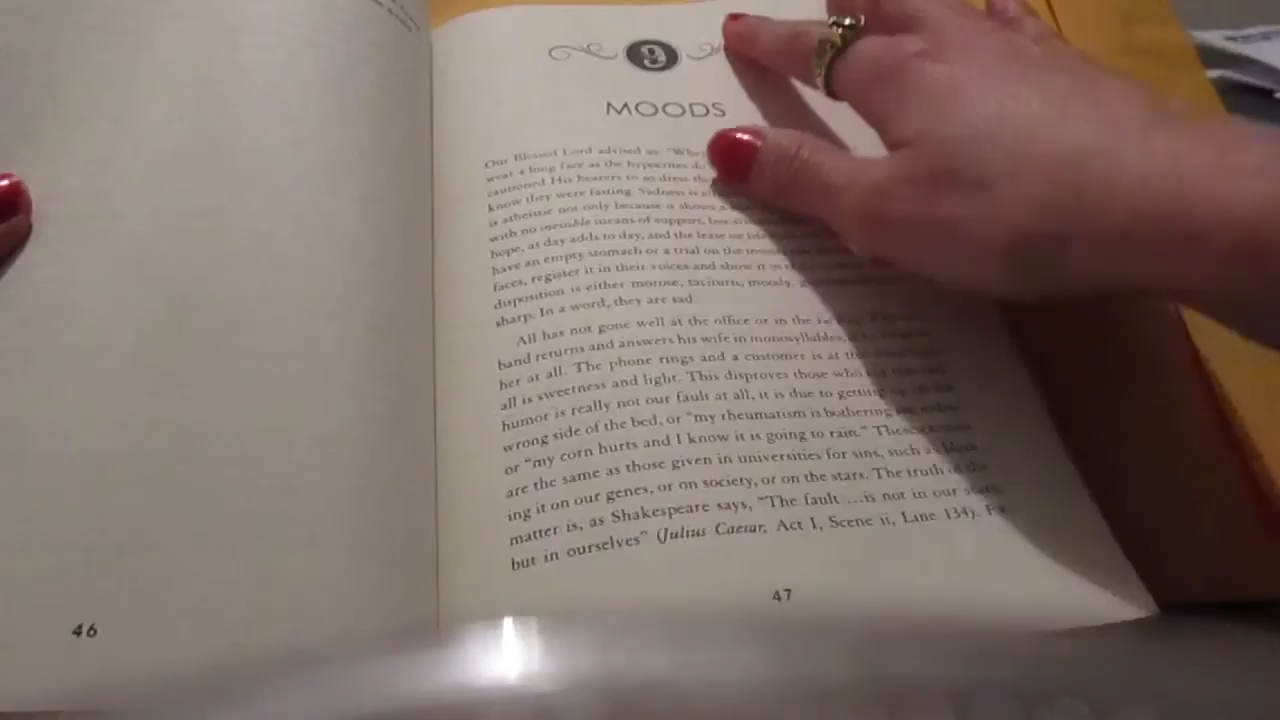 9
MOODS
Our Blessed Lord advised us: "When
wear a long face as the hypocrites do
cautioned His hearers to so dress
know they were fasting. Sadness is
is atheistic not only because it shows a
with no invisible means of support, but
hope, as day adds to day, and the
have an empty stomach or a trial on the
faces, register it in their voices and show it in
disposition is either morose, taciturn, moody,
sharp. In a word, they are sad.
All has not gone well at the office or in the
band returns and answers his wife in monosyllables,
her at all. The phone rings and a customer is at
all is sweetness and light. This disproves those who
humor is really not our fault at all, it is due to getting up on the
wrong side of the bed, or "my rheumatism is bothering
or "my corn hurts and I know it is going to rain." These
are the same as those given in universities for sins, such as blam-
ing it on our genes, or on society, or on the stars. The truth of the
matter is, as Shakespeare says, "The fault …is not in our stars,
but in ourselves" (Julius Caesar, Act I, Scene ii, Line 134).
46
47